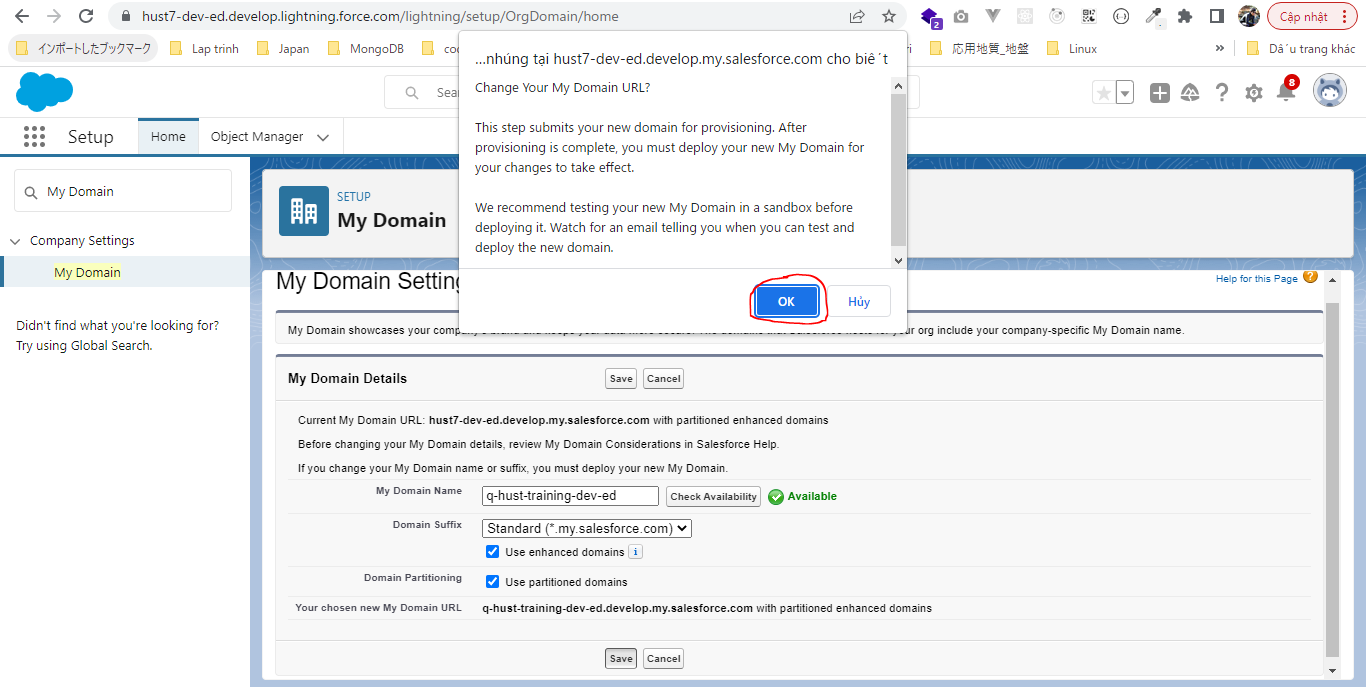 hust7-dev-ed.develop.lightning.force.com/lightning/setup/OrgDomain/home
2
Cập nhật
インポートしたブックマーク
Lap trinh
Japan
MongoDB
応用地質_地盤
Linux
»
Dấu trang khác
...nhúng tại hust7-dev-ed.develop.my.salesforce.com cho biết
Change Your My Domain URL?
This step submits your new domain for provisioning. After
provisioning is complete, you must deploy your new My Domain for
your changes to take effect.
We recommend testing your new My Domain in a sandbox before
deploying it. Watch for an email telling you when you can test and
deploy the new domain.
OK
Hủy
8
Setup
Home
Object Manager
My Domain
Company Settings
My Domain
Didn't find what you're looking for?
Try using Global Search.
SETUP
My Domain
My Domain Setting
Help for this Page
My Domain showcases your company's brand and keeps your data more secure. The domains that Salesforce hosts for your org include your company-specific My Domain name.
My Domain Details
Save
Cancel
Current My Domain URL: hust7-dev-ed.develop.my.salesforce.com with partitioned enhanced domains
Before changing your My Domain details, review My Domain Considerations in Salesforce Help.
If you change your My Domain name or suffix, you must deploy your new My Domain.
My Domain Name
q-hust-training-dev-ed
Check Availability
Available
Domain Suffix
Standard (*.my.salesforce.com)
Use enhanced domains
i
Domain Partitioning
Use partitioned domains
Your chosen new My Domain URL
q-hust-training-dev-ed.develop.my.salesforce.com with partitioned enhanced domains
Save
Cancel